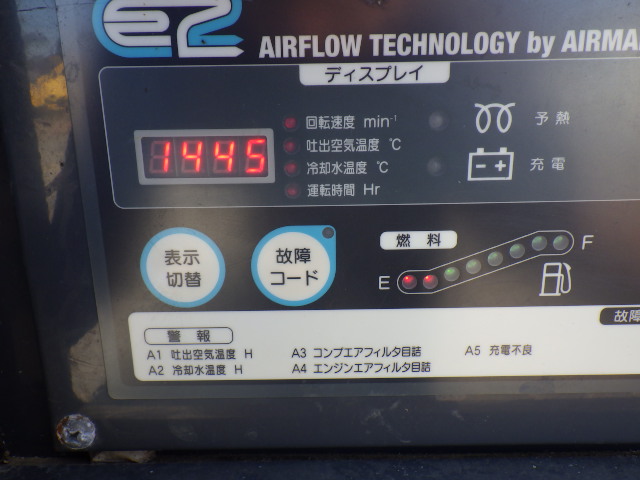 e2
AIRFLOW TECHNOLOGY by AIRMA
ディスプレイ
1445
回転速度 min⁻¹
吐出空気温度 ℃
冷却水温度 ℃
運転時間 Hr
予熱
充電
表示
切替
故障
コード
燃料
E
F
故障
警報
A1 吐出空気温度 H
A2 冷却水温度 H
A3 コンプエアフィルタ目詰
A4 エンジンエアフィルタ目詰
A5 充電不良